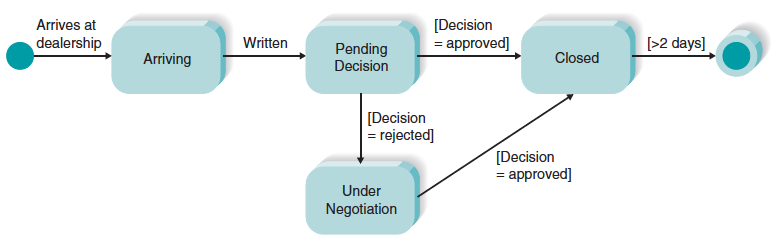 Arrives at
dealership
Arriving
Written
Pending
Decision
[Decision
= approved]
Closed
[>2 days]
[Decision
= rejected]
[Decision
= approved]
Under
Negotiation